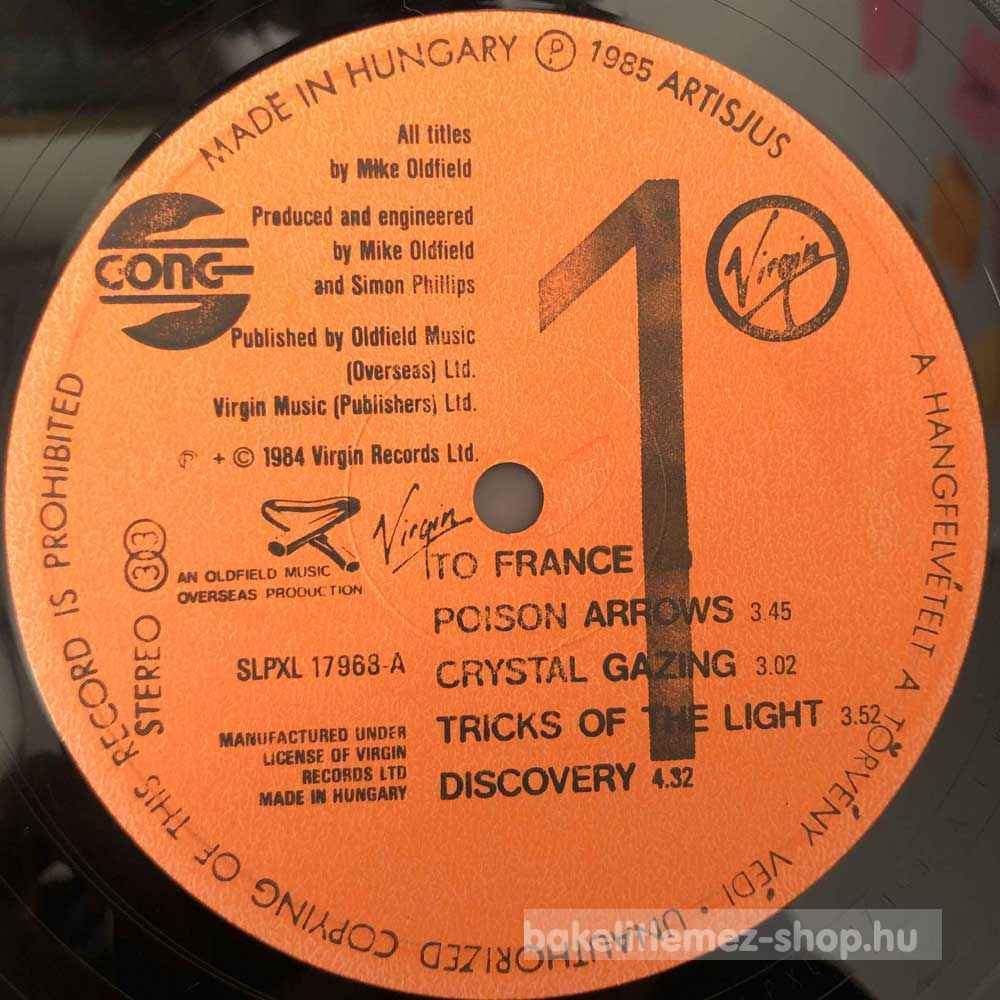 MADE IN HUNGARY Ⓟ 1985 ARTISJUS
A HANGFELVÉTELT A TÖRVÉNY VÉDI • UNAUTHORIZED COPYING OF THIS RECORD IS PROHIBITED
All titles
by Mike Oldfield
Produced and engineered
by Mike Oldfield
and Simon Phillips
Published by Oldfield Music
(Overseas) Ltd.
Virgin Music (Publishers) Ltd.
Ⓟ + © 1984 Virgin Records Ltd.
GONG
1
Virgin
STEREO 33
AN OLDFIELD MUSIC
OVERSEAS PRODUCTION
Virgin
SLPXL 17963-A
MANUFACTURED UNDER
LICENSE OF VIRGIN
RECORDS LTD
MADE IN HUNGARY
TO FRANCE
POISON ARROWS 3.45
CRYSTAL GAZING 3.02
TRICKS OF THE LIGHT 3.52
DISCOVERY 4.32
bakelitlemez-shop.hu